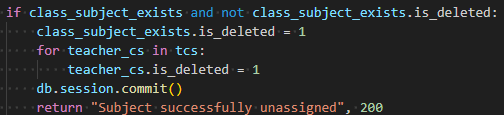 if class_subject_exists and not class_subject_exists.is_deleted:
    class_subject_exists.is_deleted = 1
    for teacher_cs in tcs:
        teacher_cs.is_deleted = 1
    db.session.commit()
    return "Subject successfully unassigned", 200